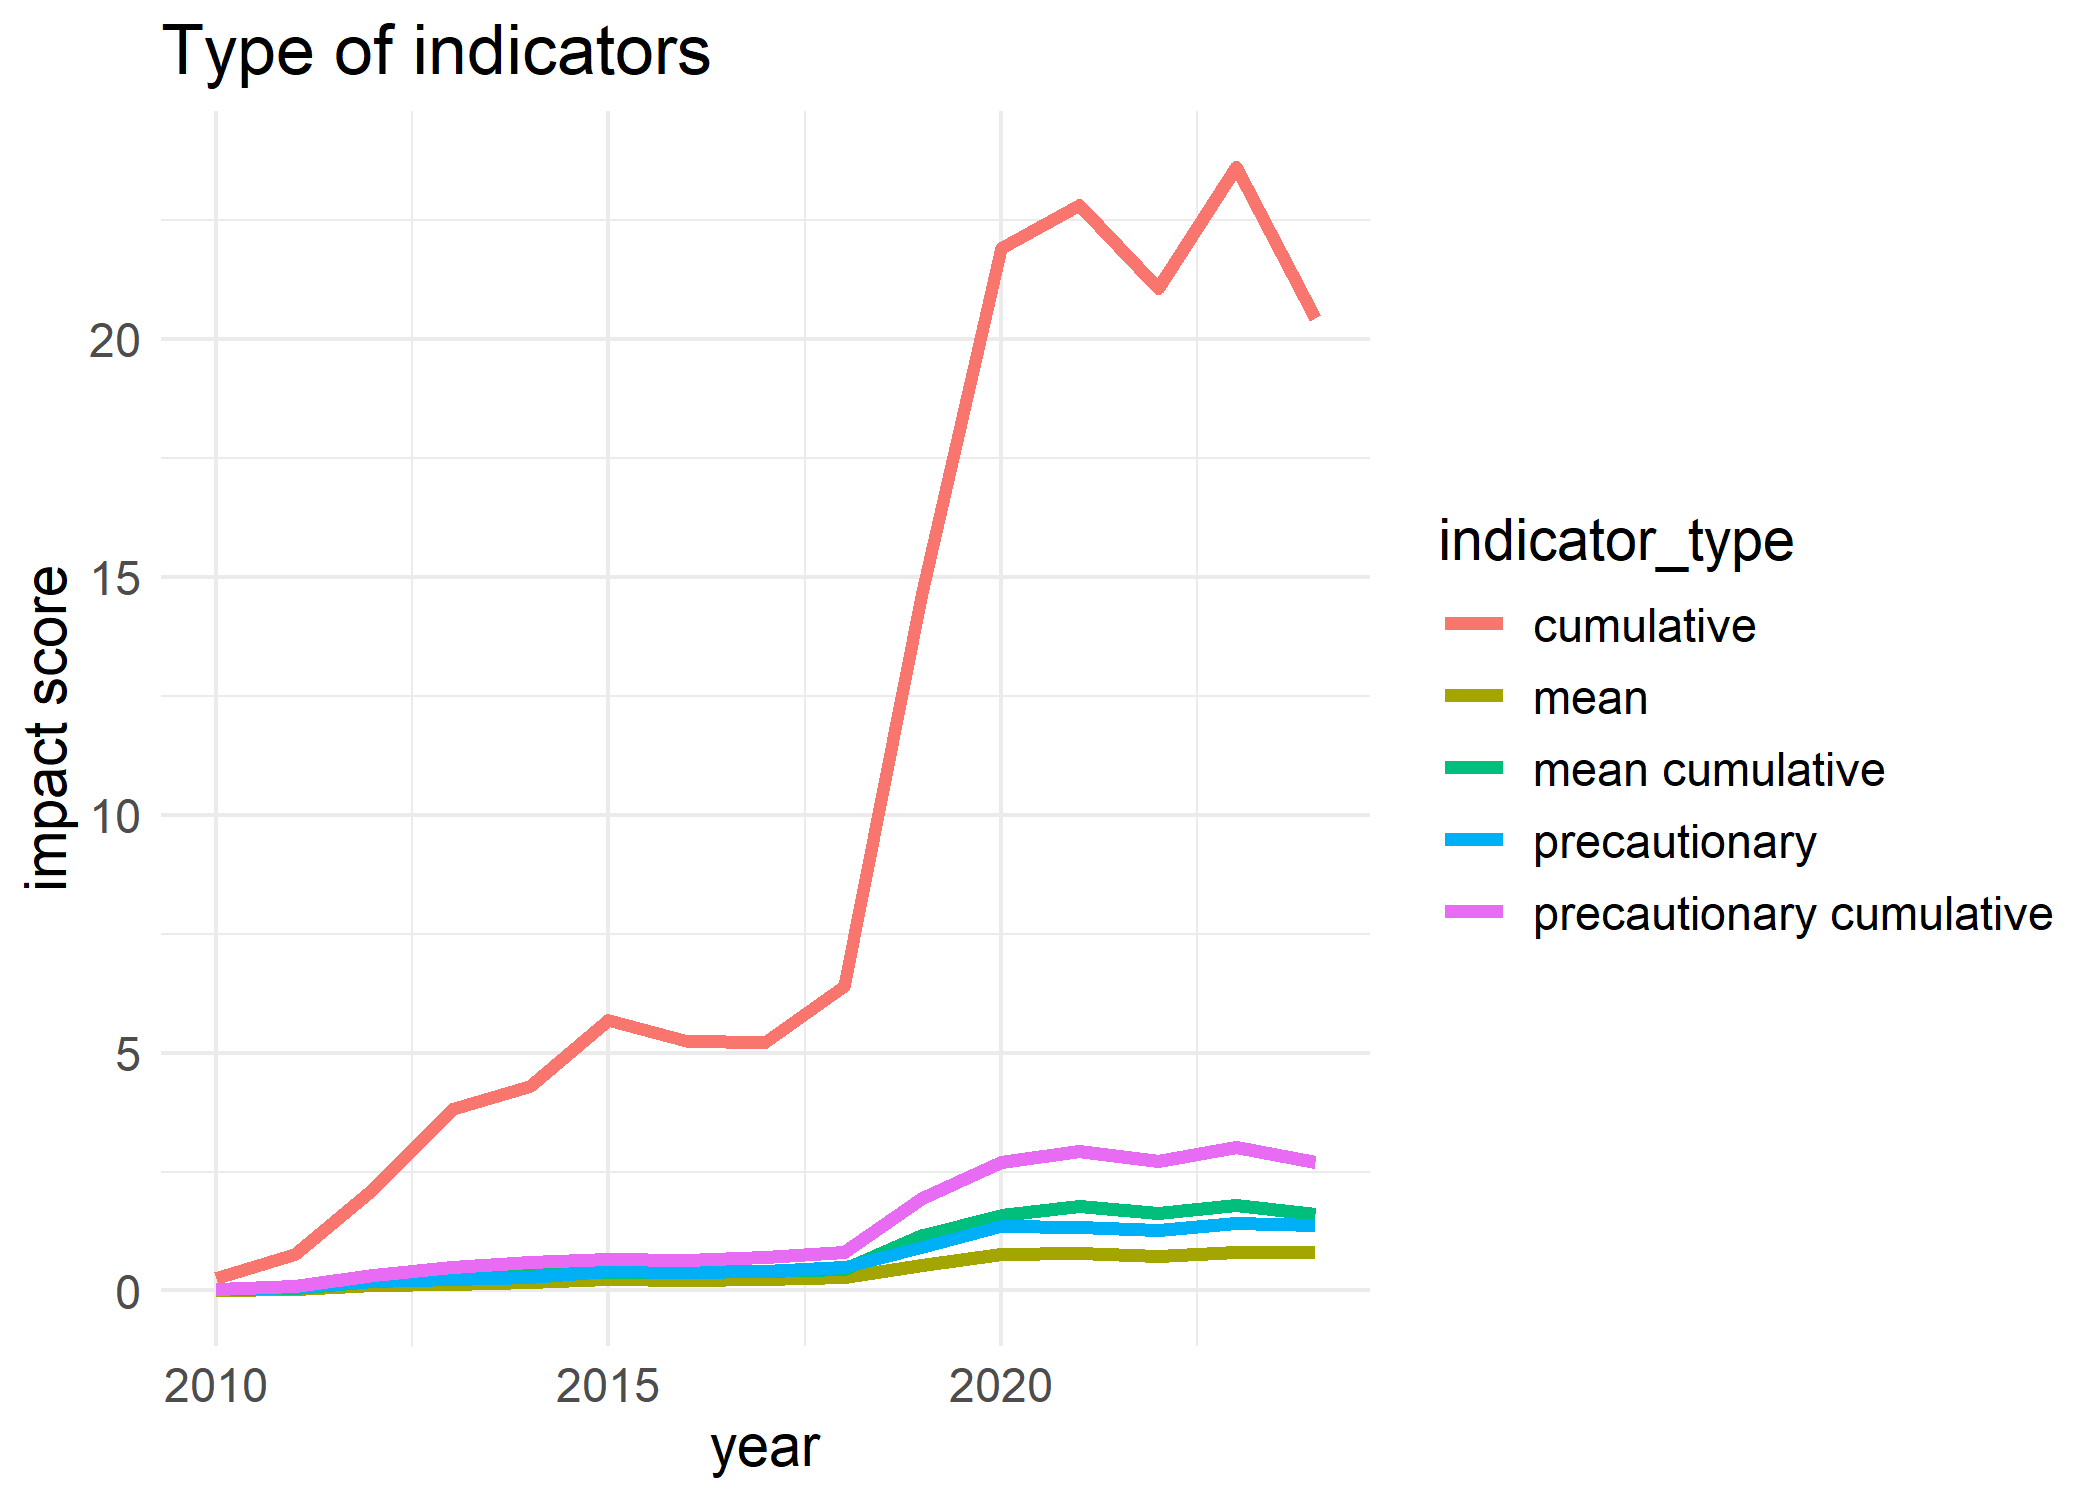 Type of indicators
impact score
20
15
10
5
0
2010 2015 2020
year
indicator_type
cumulative
mean
mean cumulative
precautionary
precautionary cumulative